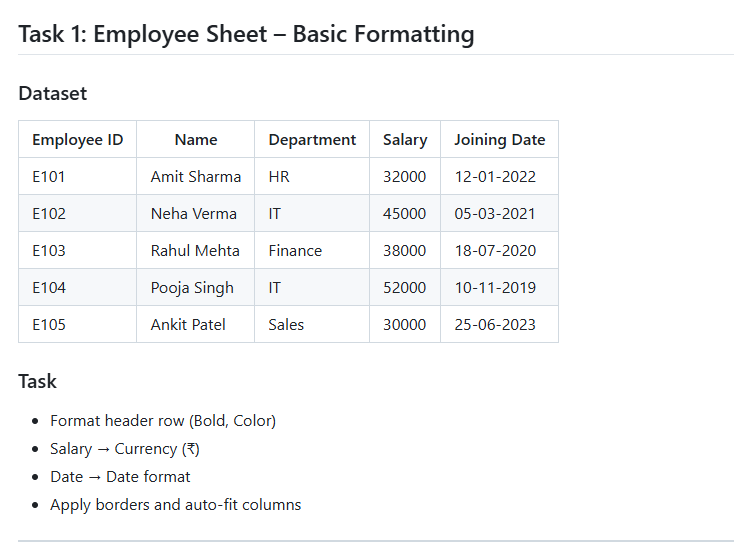 Task 1: Employee Sheet – Basic Formatting
Dataset
Employee ID Name Department Salary Joining Date
E101 Amit Sharma HR 32000 12-01-2022
E102 Neha Verma IT 45000 05-03-2021
E103 Rahul Mehta Finance 38000 18-07-2020
E104 Pooja Singh IT 52000 10-11-2019
E105 Ankit Patel Sales 30000 25-06-2023
Task
• Format header row (Bold, Color)
• Salary → Currency (₹)
• Date → Date format
• Apply borders and auto-fit columns